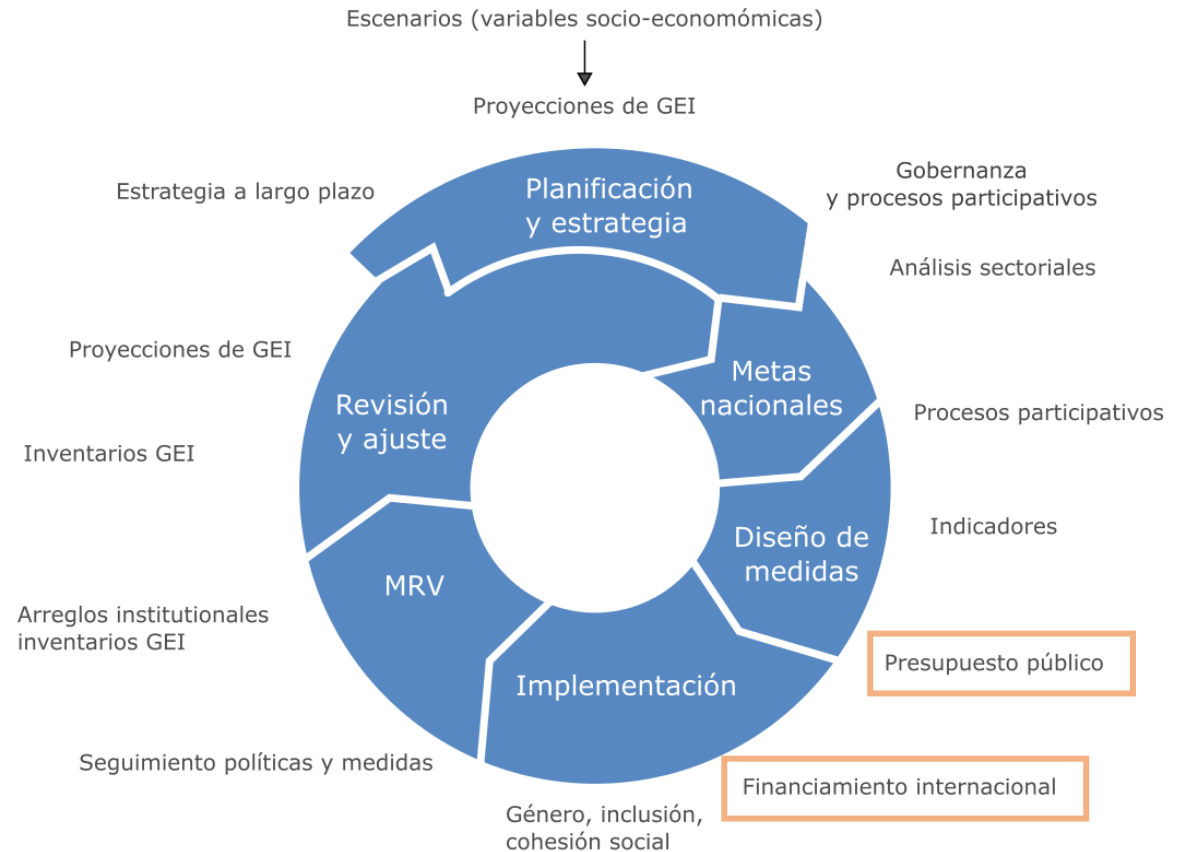 Escenarios (variables socio-economómicas)
Proyecciones de GEI
Planificación
y estrategia
Gobernanza
y procesos participativos
Estrategia a largo plazo
Análisis sectoriales
Proyecciones de GEI
Metas
nacionales
Revisión
y ajuste
Procesos participativos
Inventarios GEI
Indicadores
Diseño de
medidas
MRV
Arreglos institutionales
inventarios GEI
Presupuesto público
Implementación
Seguimiento políticas y medidas
Financiamiento internacional
Género, inclusión,
cohesión social